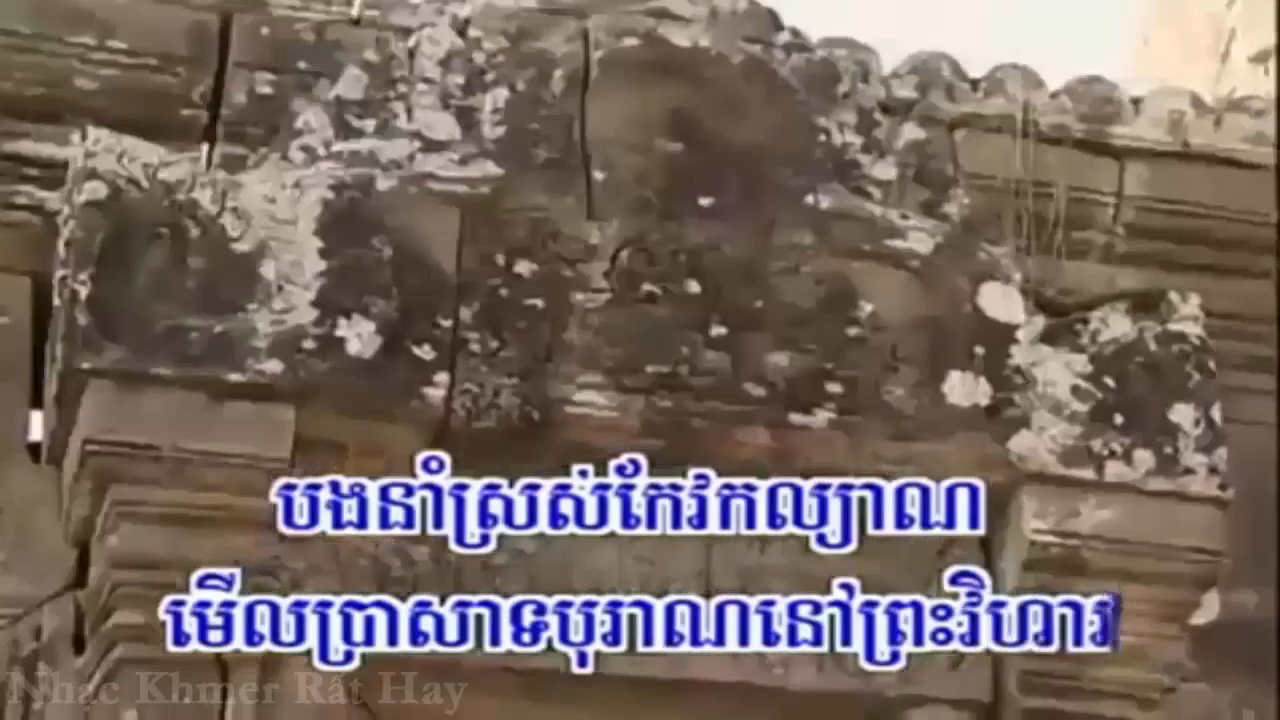 បងនាំស្រស់កែវកល្យាណ
មើលប្រាសាទបុរាណនៅព្រះវិហារ
Nhạc Khmer Rất Hay